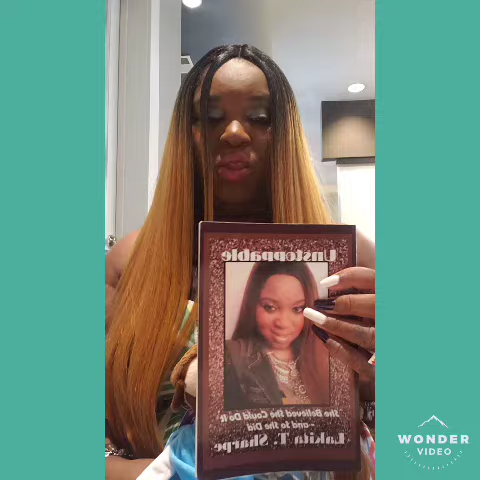 Unstoppable
She Believed She Could Do It
~and So She Did
Lakita T. Sharpe
WONDER
VIDEO